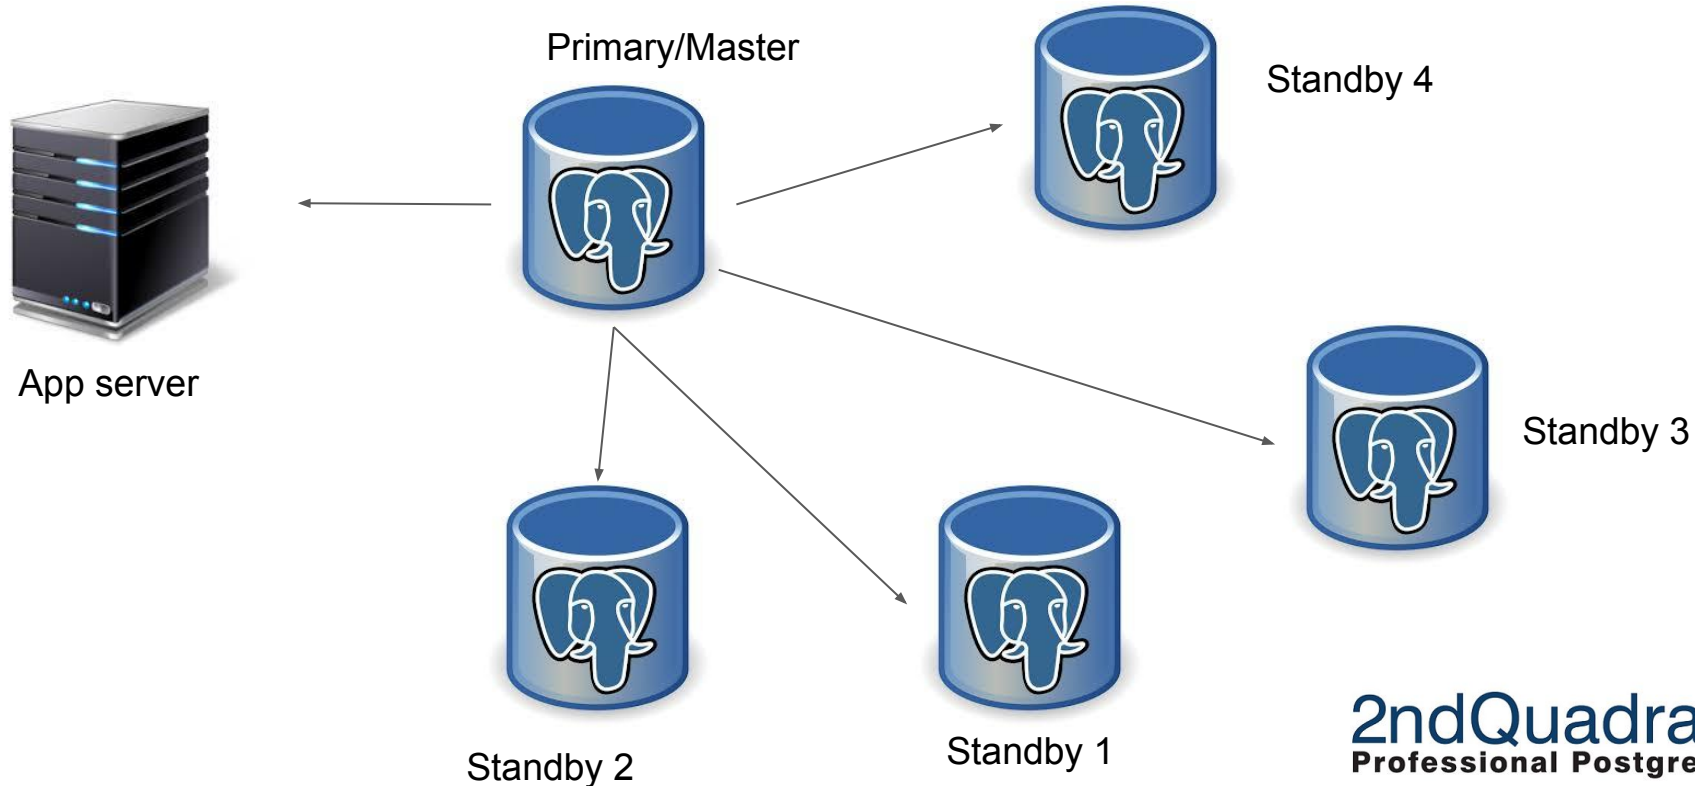 Primary/Master
Standby 4
App server
Standby 3
Standby 2
Standby 1
2ndQuadra
Professional Postgre